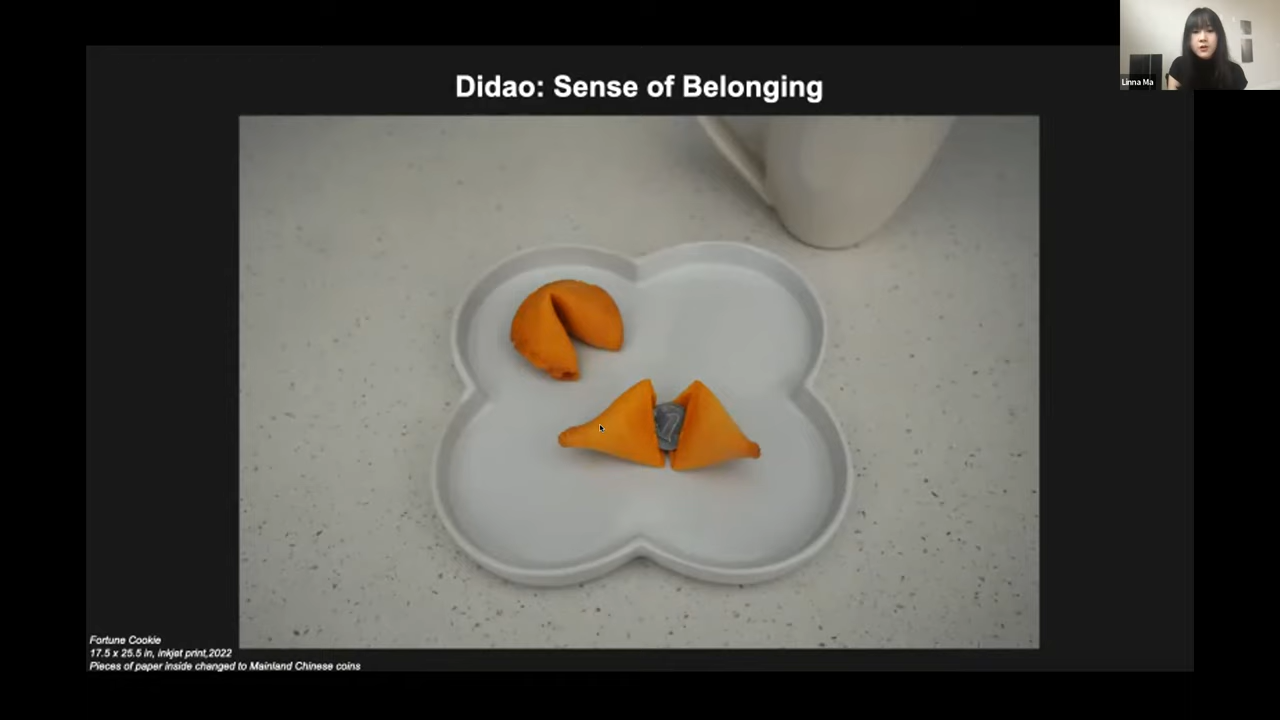 Didao: Sense of Belonging
Linna Ma
Fortune Cookie
17.5 x 25.5 in, inkjet print,2022
Pieces of paper inside changed to Mainland Chinese coins